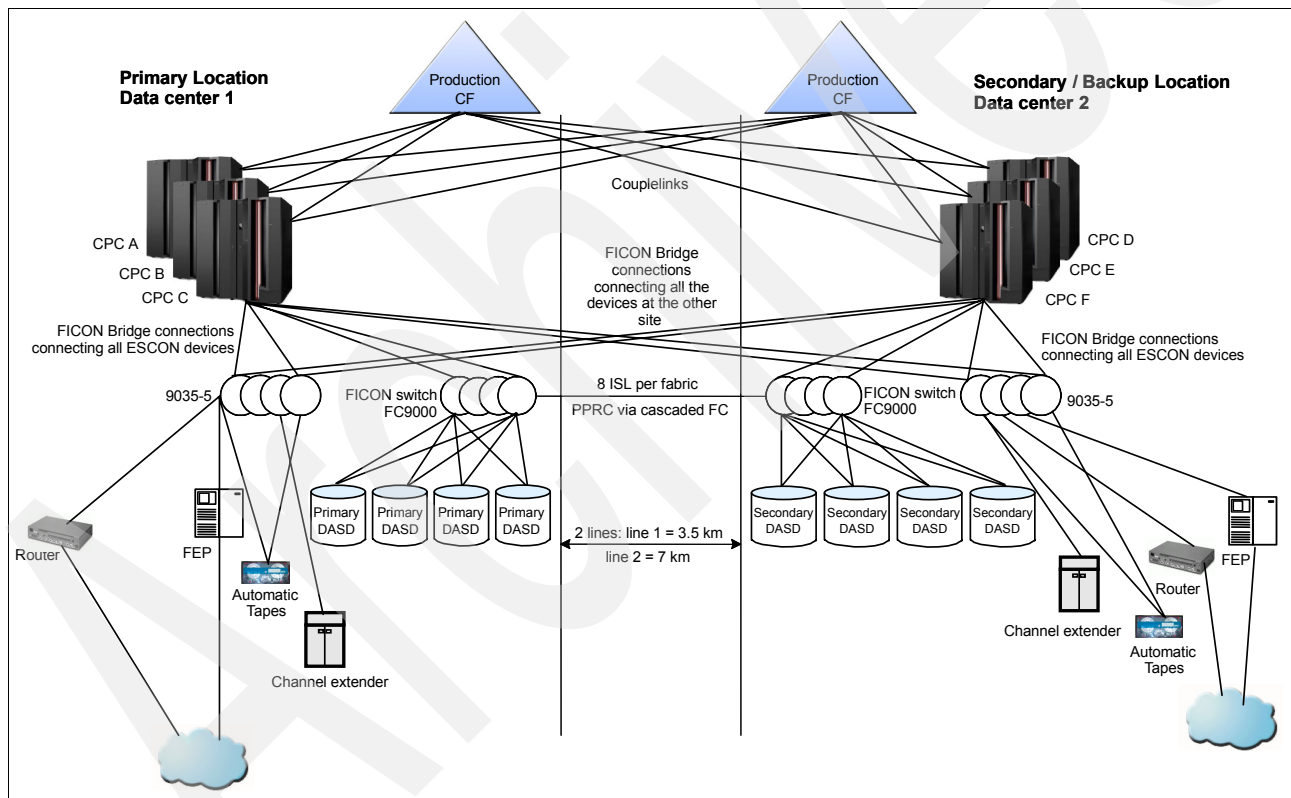 Primary Location
Data center 1
Production
CF
Production
CF
Secondary / Backup Location
Data center 2
Couplelinks
CPC A
CPC B
CPC C
CPC D
CPC E
CPC F
FICON Bridge
connections
connecting all the
devices at the other
site
FICON Bridge connections
connecting all ESCON devices
FICON Bridge connections
connecting all ESCON devices
9035-5
FICON switch
FC9000
8 ISL per fabric
PPRC via cascaded FC
FICON switch
FC9000
9035-5
Primary
DASD
Primary
DASD
Primary
DASD
Primary
DASD
Secondary
DASD
Secondary
DASD
Secondary
DASD
Secondary
DASD
2 lines: line 1 = 3.5 km
line 2 = 7 km
Router
FEP
Automatic
Tapes
Channel extender
Channel extender
Router
FEP
Automatic
Tapes
Archive